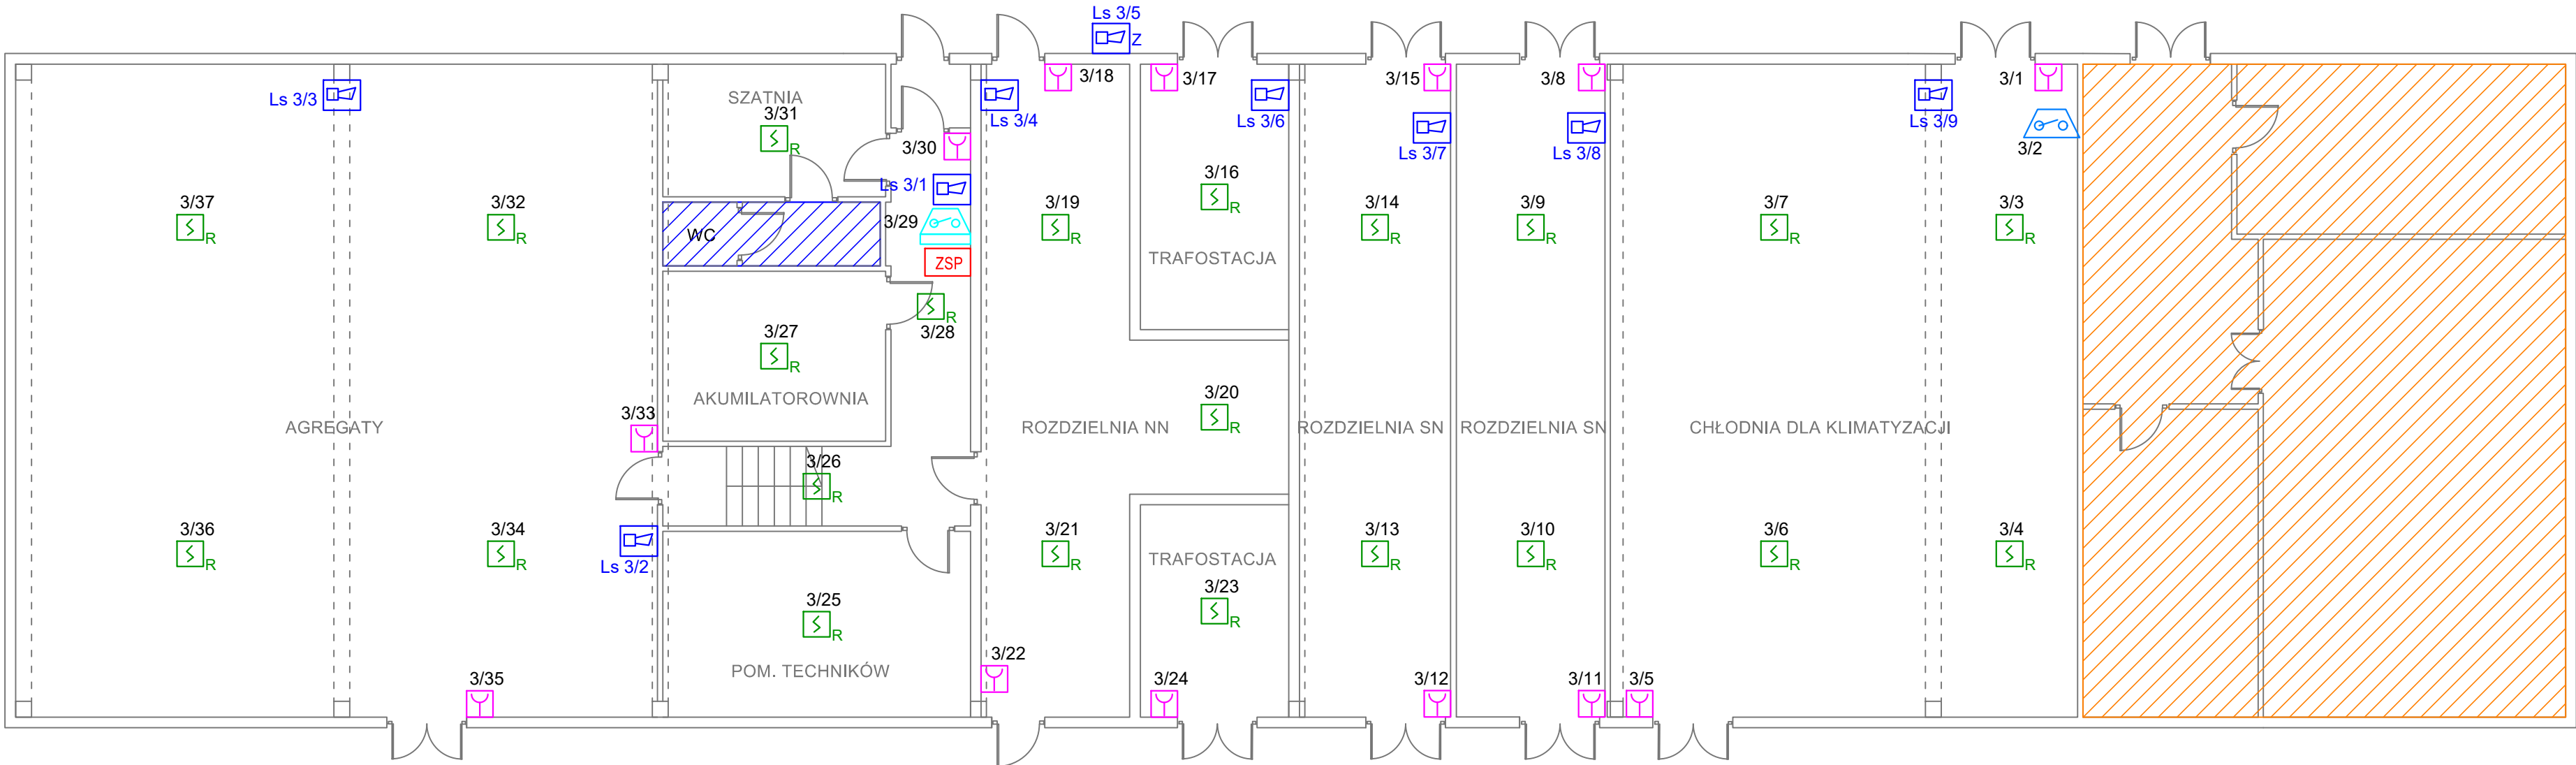 Ls 3/5
Z
3/18
3/17
3/15
3/8
3/1
Ls 3/3
SZATNIA
3/31
R
3/30
Ls 3/4
Ls 3/6
Ls 3/7
Ls 3/8
Ls 3/9
3/2
Ls 3/1
3/16
R
3/37
R
3/32
R
3/29
WC
ZSP
3/19
R
3/14
R
3/9
R
3/7
R
3/3
R
TRAFOSTACJA
3/28
R
3/27
R
AKUMILATOROWNIA
3/20
R
3/33
AGREGATY
ROZDZIELNIA NN
ROZDZIELNIA SN
ROZDZIELNIA SN
CHŁODNIA DLA KLIMATYZACJI
3/26
R
3/36
R
3/34
R
Ls 3/2
3/21
R
TRAFOSTACJA
3/13
R
3/10
R
3/6
R
3/4
R
3/25
R
3/23
R
POM. TECHNIKÓW
3/22
3/35
3/24
3/12
3/11
3/5